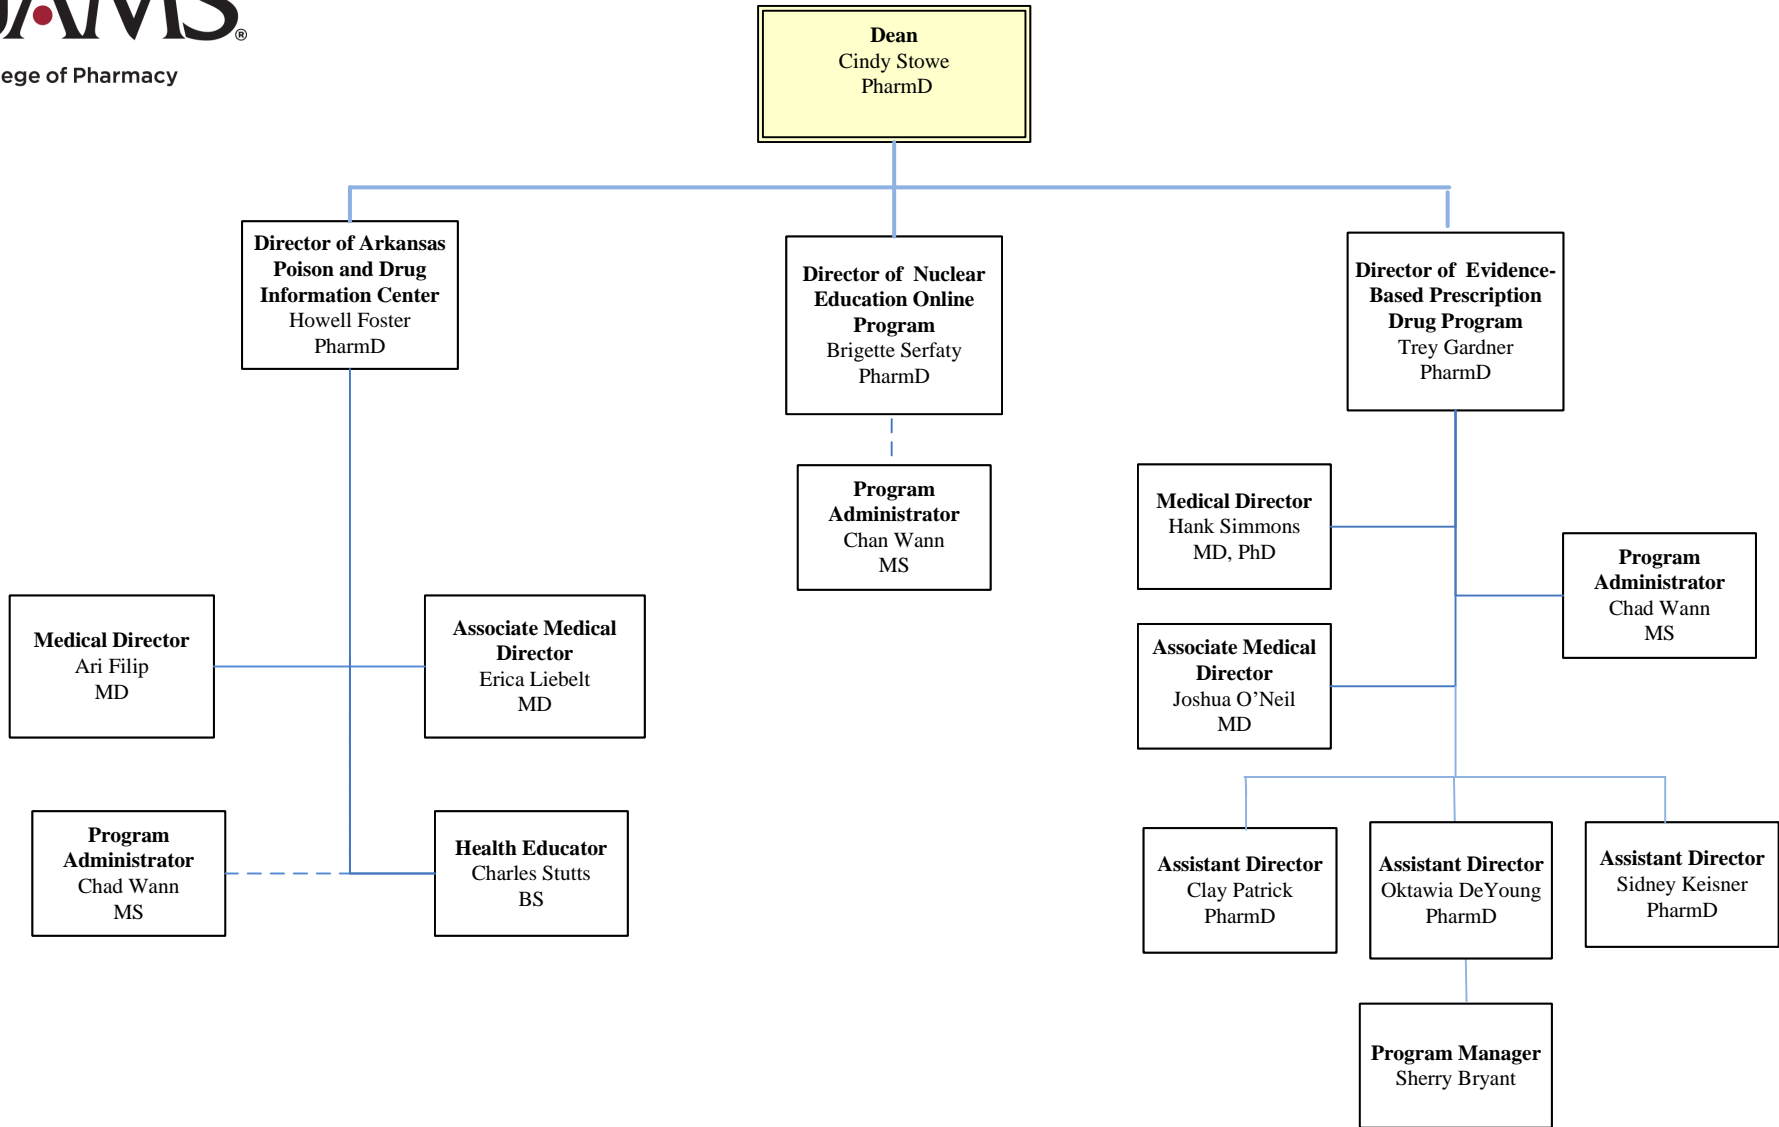 UAMS®
lege of Pharmacy
Dean
Cindy Stowe
PharmD
Director of Arkansas
Poison and Drug
Information Center
Howell Foster
PharmD
Director of Nuclear
Education Online
Program
Brigette Serfaty
PharmD
Director of Evidence-
Based Prescription
Drug Program
Trey Gardner
PharmD
Program
Administrator
Chan Wann
MS
Medical Director
Hank Simmons
MD, PhD
Program
Administrator
Chad Wann
MS
Medical Director
Ari Filip
MD
Associate Medical
Director
Erica Liebelt
MD
Associate Medical
Director
Joshua O’Neil
MD
Program
Administrator
Chad Wann
MS
Health Educator
Charles Stutts
BS
Assistant Director
Clay Patrick
PharmD
Assistant Director
Oktawia DeYoung
PharmD
Assistant Director
Sidney Keisner
PharmD
Program Manager
Sherry Bryant